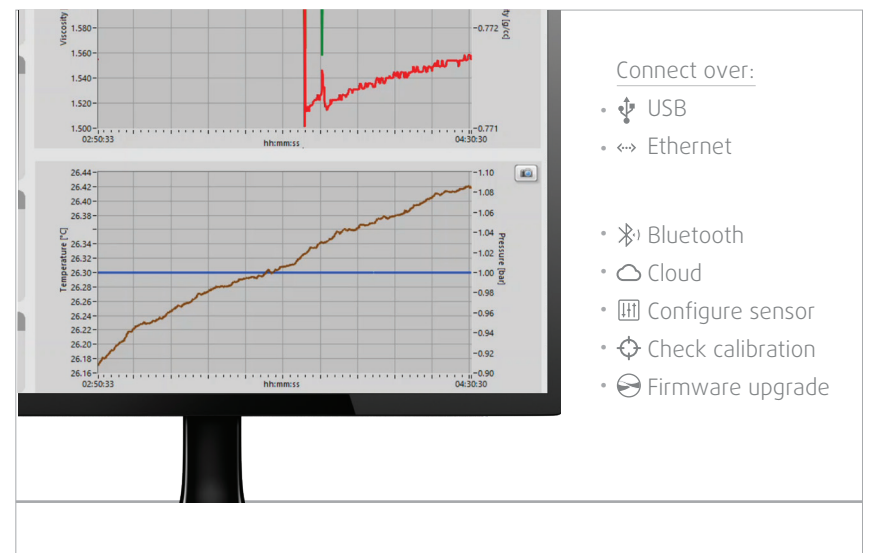 1.580
1.560
1.540
1.520
1.500
Viscosity
0.772
0.771
02:50:33
hh:mm:ss
04:30:30
26.44
26.42
26.40
26.38
26.34
26.32
26.30
26.28
26.26
26.24
26.22
26.20
26.18
26.16
Temperature [°C]
1.10
1.08
1.06
1.04
1.02
1.00
0.98
0.96
0.94
0.92
0.90
Pressure [bar]
02:50:33
hh:mm:ss
04:30:30
Connect over:
USB
Ethernet
Bluetooth
Cloud
Configure sensor
Check calibration
Firmware upgrade